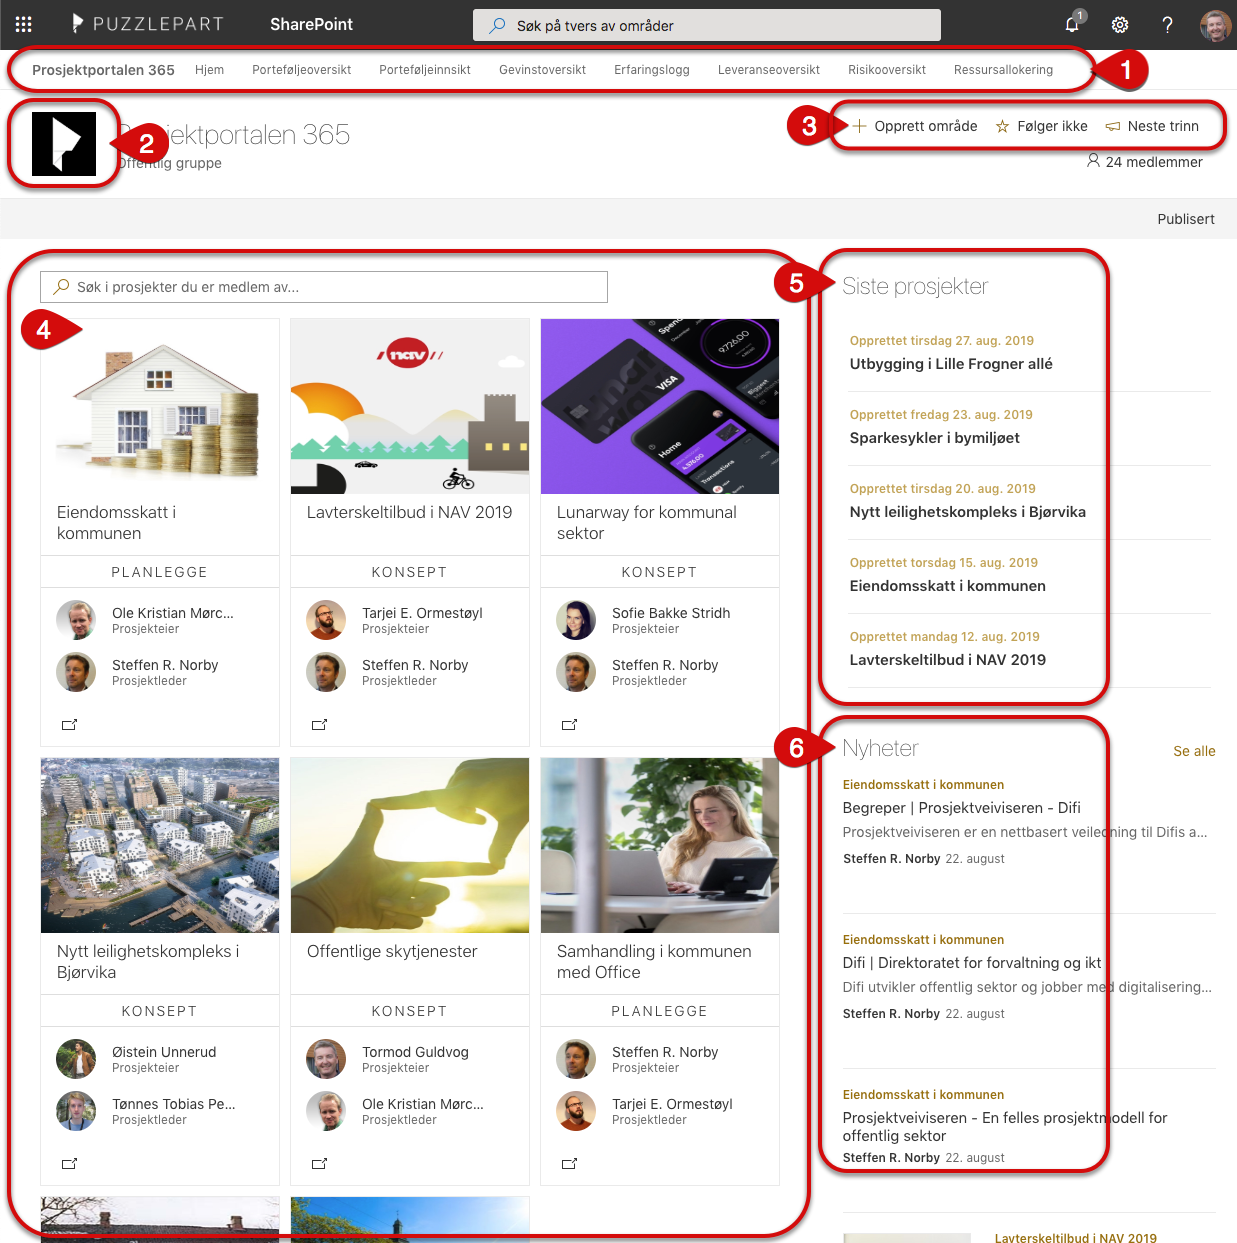 PUZZLEPART
SharePoint
Søk på tvers av områder
1
Prosjektportalen 365
Hjem
Porteføljeoversikt
Porteføljeinnsikt
Gevinstoversikt
Erfaringslogg
Leveranseoversikt
Risikooversikt
Ressursallokering
1
2
Prosjektportalen 365
Offentlig gruppe
3
Opprett område
Følger ikke
Neste trinn
24 medlemmer
Publisert
4
Søk i prosjekter du er medlem av...
Eiendomsskatt i
kommunen
PLANLEGGE
Ole Kristian Mørc...
Prosjekteier
Steffen R. Norby
Prosjektleder
nav
Lavterskeltilbud i NAV 2019
KONSEPT
Tarjei E. Ormestøyl
Prosjekteier
Steffen R. Norby
Prosjektleder
VISA
9.726,00
Home
Transactions
Lunarway for kommunal
sektor
KONSEPT
Sofie Bakke Stridh
Prosjekteier
Steffen R. Norby
Prosjektleder
Nytt leilighetskompleks i
Bjørvika
KONSEPT
Øistein Unnerud
Prosjekteier
Tønnes Tobias Pe...
Prosjektleder
Offentlige skytjenester
KONSEPT
Tormod Guldvog
Prosjekteier
Ole Kristian Mørc...
Prosjektleder
Samhandling i kommunen
med Office
PLANLEGGE
Steffen R. Norby
Prosjekteier
Tarjei E. Ormestøyl
Prosjektleder
5
Siste prosjekter
Opprettet tirsdag 27. aug. 2019
Utbygging i Lille Frogner allé
Opprettet fredag 23. aug. 2019
Sparkesykler i bymiljøet
Opprettet tirsdag 20. aug. 2019
Nytt leilighetskompleks i Bjørvika
Opprettet torsdag 15. aug. 2019
Eiendomsskatt i kommunen
Opprettet mandag 12. aug. 2019
Lavterskeltilbud i NAV 2019
6
Nyheter
Se alle
Eiendomsskatt i kommunen
Begreper | Prosjektveiviseren - Difi
Prosjektveiviseren er en nettbasert veiledning til Difis a...
Steffen R. Norby 22. august
Eiendomsskatt i kommunen
Difi | Direktoratet for forvaltning og ikt
Difi utvikler offentlig sektor og jobber med digitalisering...
Steffen R. Norby 22. august
Eiendomsskatt i kommunen
Prosjektveiviseren - En felles prosjektmodell for
offentlig sektor
Steffen R. Norby 22. august
Lavterskeltilbud i NAV 2019